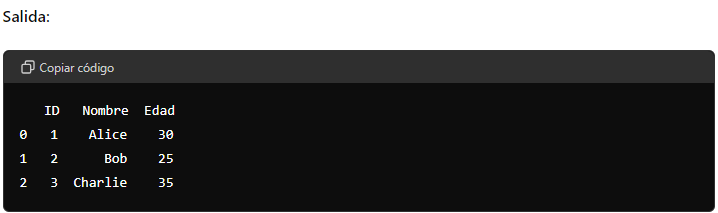 Salida:
Copiar código
ID Nombre Edad
0 1 Alice 30
1 2 Bob 25
2 3 Charlie 35